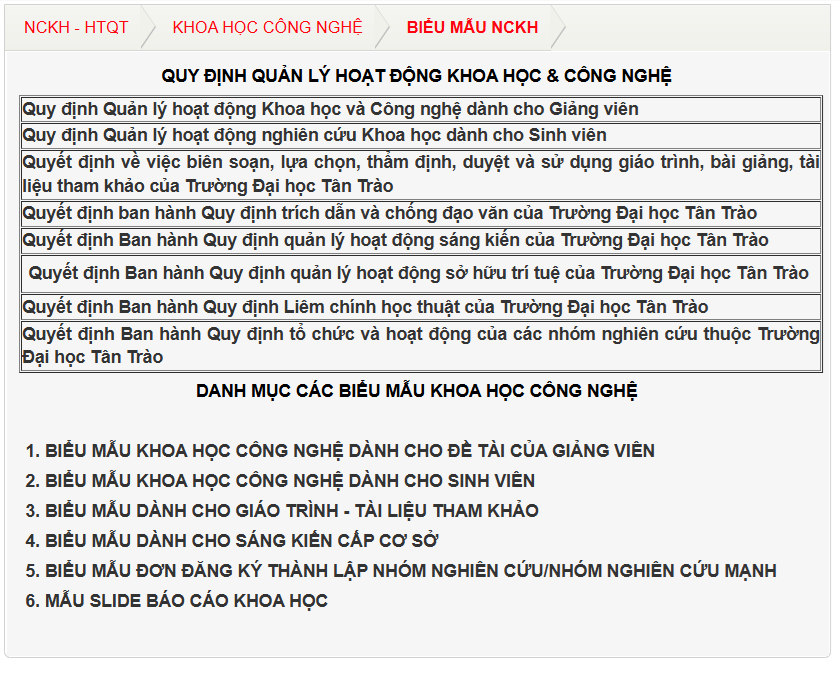 NCKH - HTQT KHOA HỌC CÔNG NGHỆ BIỂU MẪU NCKH
QUY ĐỊNH QUẢN LÝ HOẠT ĐỘNG KHOA HỌC & CÔNG NGHỆ
Quy định Quản lý hoạt động Khoa học và Công nghệ dành cho Giảng viên
Quy định Quản lý hoạt động nghiên cứu Khoa học dành cho Sinh viên
Quyết định về việc biên soạn, lựa chọn, thẩm định, duyệt và sử dụng giáo trình, bài giảng, tài
liệu tham khảo của Trường Đại học Tân Trào
Quyết định ban hành Quy định trích dẫn và chống đạo văn của Trường Đại học Tân Trào
Quyết định Ban hành Quy định quản lý hoạt động sáng kiến của Trường Đại học Tân Trào
Quyết định Ban hành Quy định quản lý hoạt động sở hữu trí tuệ của Trường Đại học Tân Trào
Quyết định Ban hành Quy định Liêm chính học thuật của Trường Đại học Tân Trào
Quyết định Ban hành Quy định tổ chức và hoạt động của các nhóm nghiên cứu thuộc Trường
Đại học Tân Trào
DANH MỤC CÁC BIỂU MẪU KHOA HỌC CÔNG NGHỆ
1. BIỂU MẪU KHOA HỌC CÔNG NGHỆ DÀNH CHO ĐỀ TÀI CỦA GIẢNG VIÊN
2. BIỂU MẪU KHOA HỌC CÔNG NGHỆ DÀNH CHO SINH VIÊN
3. BIỂU MẪU DÀNH CHO GIÁO TRÌNH - TÀI LIỆU THAM KHẢO
4. BIỂU MẪU DÀNH CHO SÁNG KIẾN CẤP CƠ SỞ
5. BIỂU MẪU ĐƠN ĐĂNG KÝ THÀNH LẬP NHÓM NGHIÊN CỨU/NHÓM NGHIÊN CỨU MẠNH
6. MẪU SLIDE BÁO CÁO KHOA HỌC